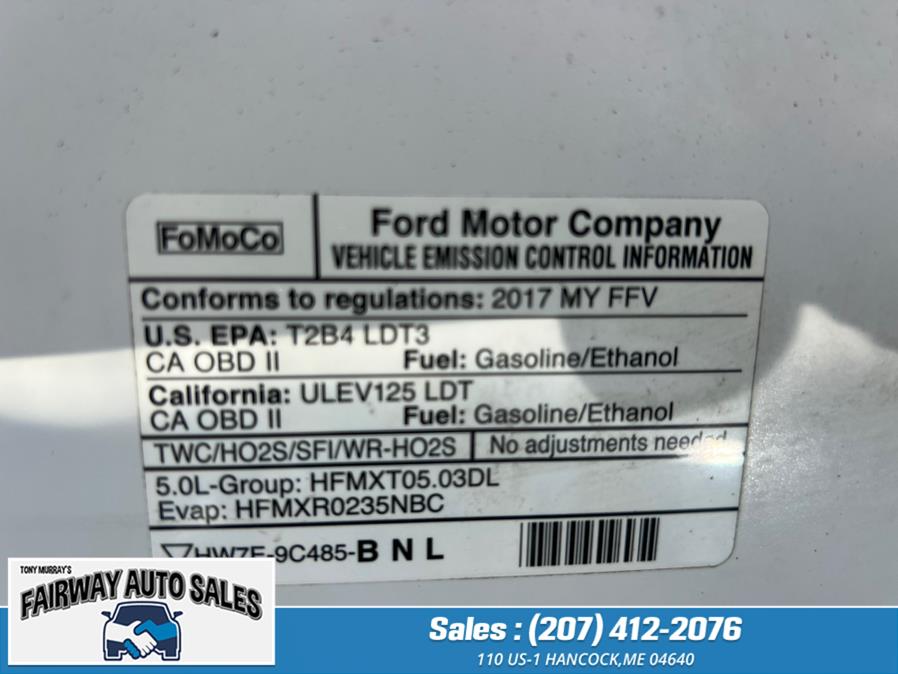 FoMoCo
Ford Motor Company
VEHICLE EMISSION CONTROL INFORMATION
Conforms to regulations: 2017 MY FFV
U.S. EPA: T2B4 LDT3
CA OBD II Fuel: Gasoline/Ethanol
California: ULEV125 LDT
CA OBD II Fuel: Gasoline/Ethanol
TWC/HO2S/SFI/WR-HO2S No adjustments needed
5.0L-Group: HFMXT05.03DL
Evap: HFMXR0235NBC
HW7E-9C485-B N L
TONY MURRAY'S
FAIRWAY AUTO SALES
Sales : (207) 412-2076
110 US-1 HANCOCK,ME 04640